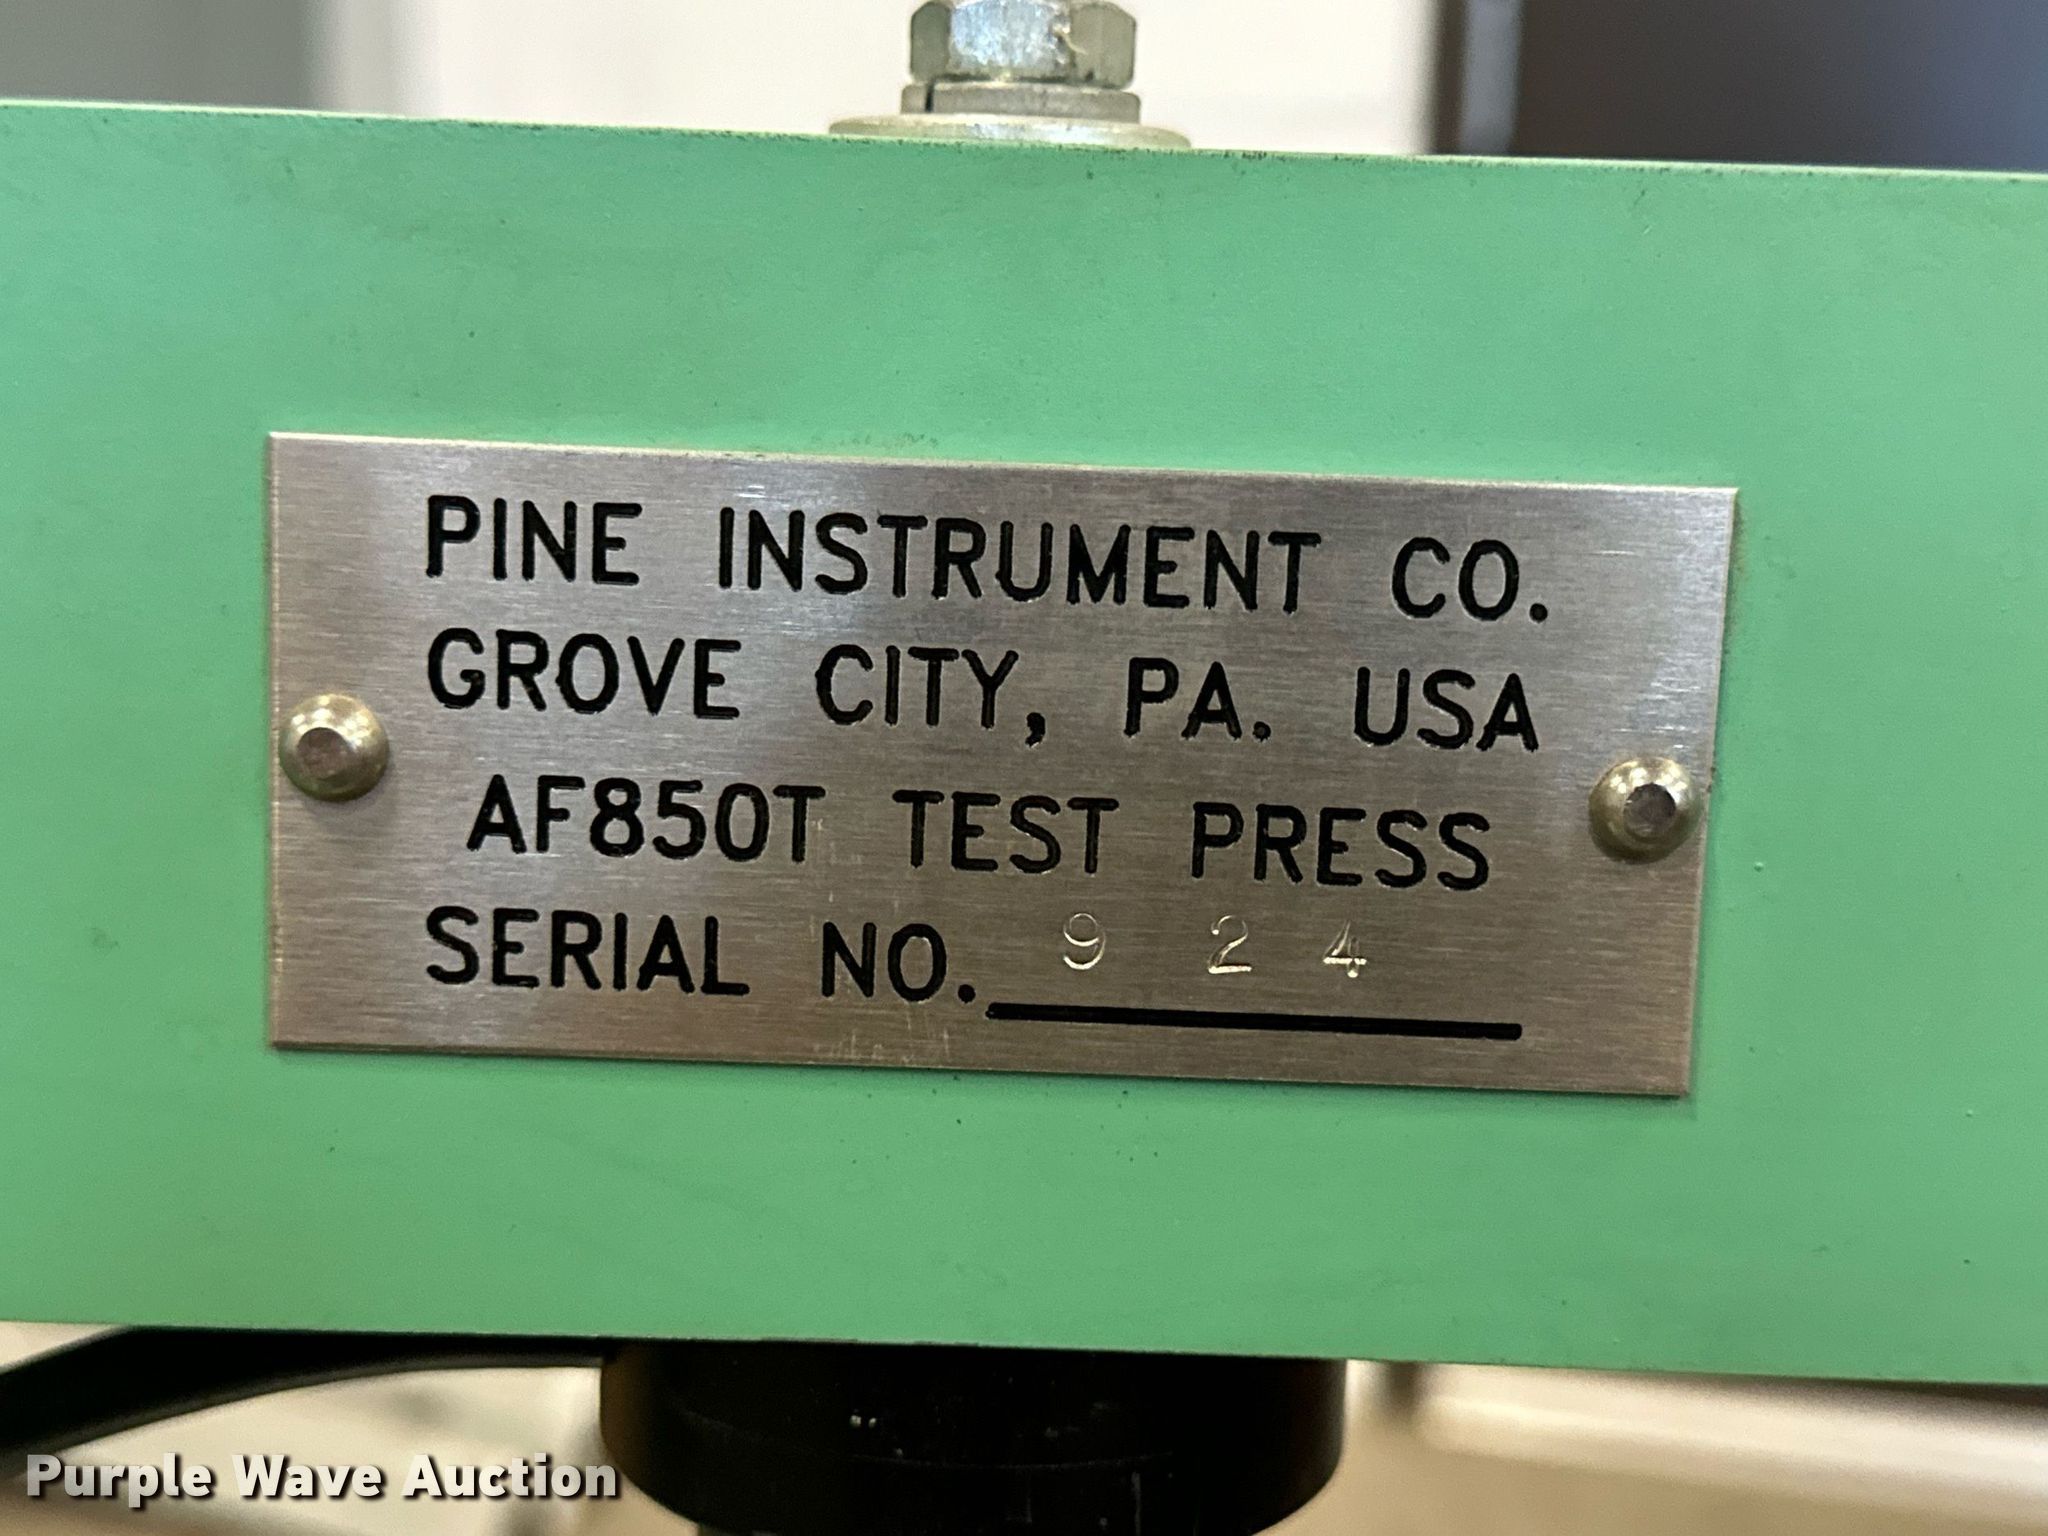 PINE INSTRUMENT CO.
GROVE CITY, PA. USA
AF850T TEST PRESS
SERIAL NO. 9 2 4
Purple Wave Auction